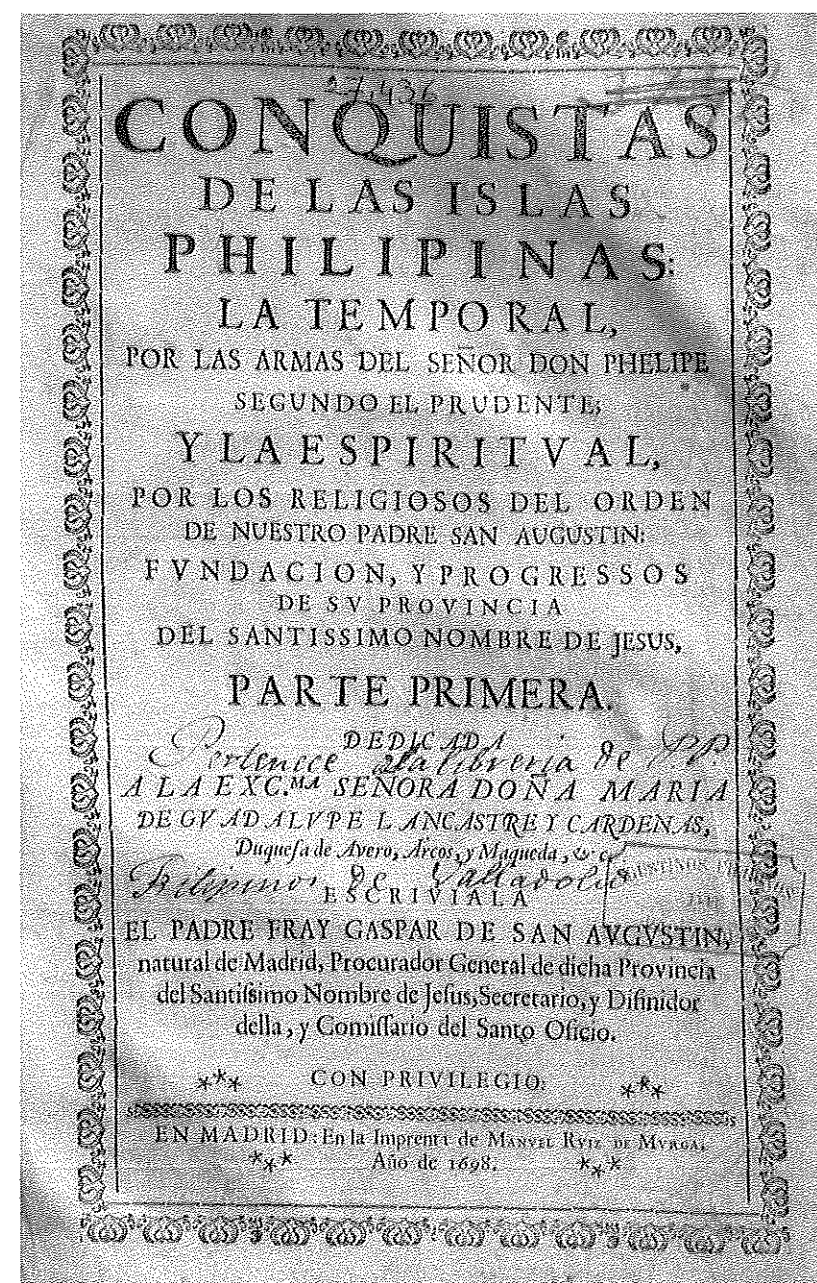 27,436
CONQUISTAS
DE LAS ISLAS
PHILIPINAS:
LA TEMPORAL,
POR LAS ARMAS DEL SEÑOR DON PHELIPE
SEGUNDO EL PRUDENTE;
Y LA ESPIRITVAL,
POR LOS RELIGIOSOS DEL ORDEN
DE NUESTRO PADRE SAN AUGUSTIN:
FVNDACION, Y PROGRESSOS
DE SV PROVINCIA
DEL SANTISSIMO NOMBRE DE JESUS,
PARTE PRIMERA.
DEDICADA
Pertenece a la libreria de PP.
A LA EXC.MA SEÑORA DOÑA MARIA
DE GVADALVPE LANCASTRE Y CARDENAS,
Duquesa de Avero, Arcos, y Maqueda, &c.
Filipinos de Valladolid
ESCRIVIALA
EL PADRE FRAY GASPAR DE SAN AVGVSTIN,
natural de Madrid, Procurador General de dicha Provincia
del Santissimo Nombre de Jesus, Secretario, y Difinidor
della, y Comissario del Santo Oficio.
CON PRIVILEGIO.
EN MADRID: En la Imprenta de MANVEL RVIZ DE MVRGA.
Año de 1698.